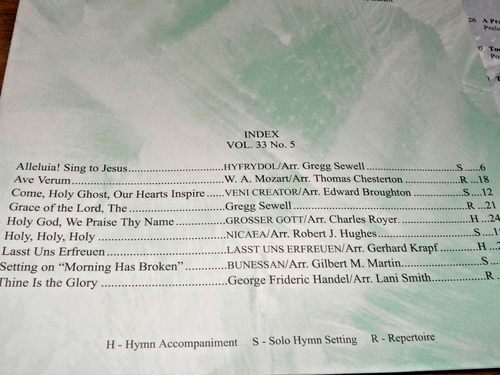 26 A
INDEX
VOL. 33 No. 5
Alleluia! Sing to Jesus....................HYFRYDOL/Arr. Gregg Sewell....................S ....6
Ave Verum....................W. A. Mozart/Arr. Thomas Chesterton....................R ...18
Come, Holy Ghost, Our Hearts Inspire......VENI CREATOR/Arr. Edward Broughton....................S....12
Grace of the Lord, The....................Gregg Sewell....................R ...21
Holy God, We Praise Thy Name....................GROSSER GOTT/Arr. Charles Royer....................H ...24
Holy, Holy, Holy....................NICAEA/Arr. Robert J. Hughes....................S
Lasst Uns Erfreuen....................LASST UNS ERFREUEN/Arr. Gerhard Krapf....................H
Setting on “Morning Has Broken”....................BUNESSAN/Arr. Gilbert M. Martin....................S
Thine Is the Glory....................George Frideric Handel/Arr. Lani Smith....................R
H - Hymn Accompaniment S - Solo Hymn Setting R - Repertoire